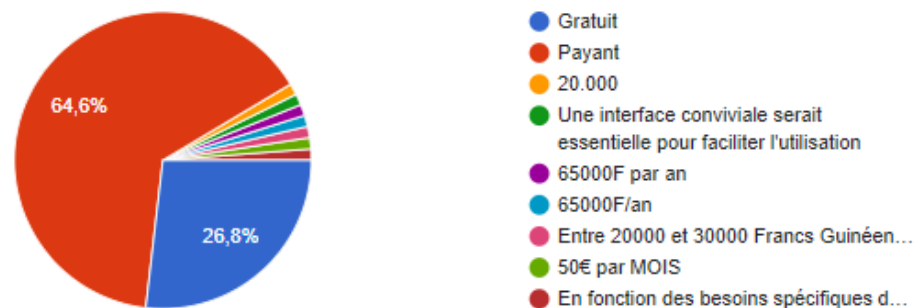 64,6%
26,8%
Gratuit
Payant
20.000
Une interface conviviale serait
essentielle pour faciliter l'utilisation
65000F par an
65000F/an
Entre 20000 et 30000 Francs Guinéen…
50€ par MOIS
En fonction des besoins spécifiques d…